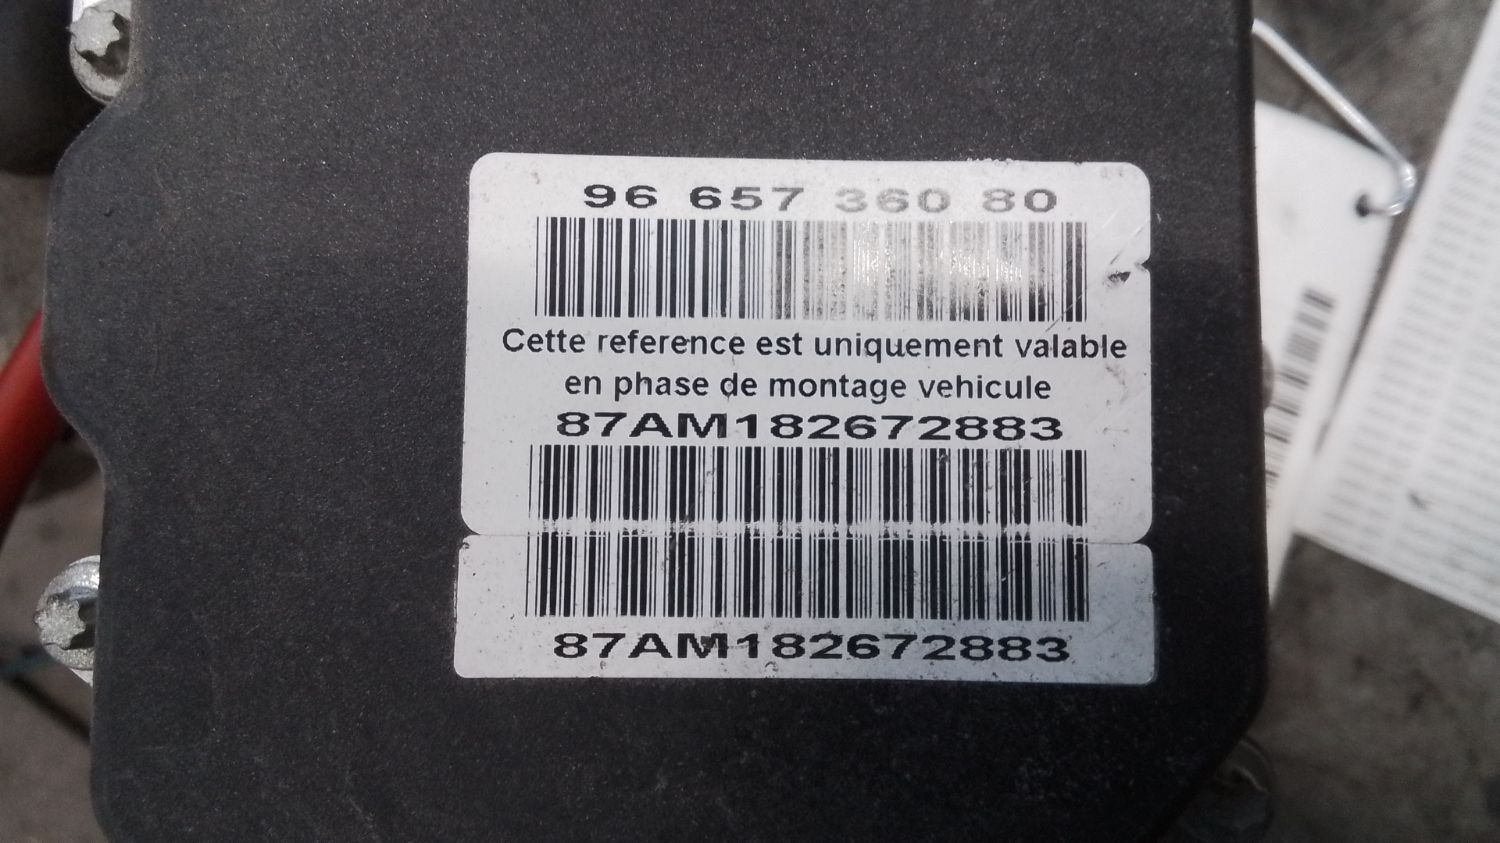 96 657 360 80
Cette reference est uniquement valable
en phase de montage vehicule
87AM182672883
87AM182672883